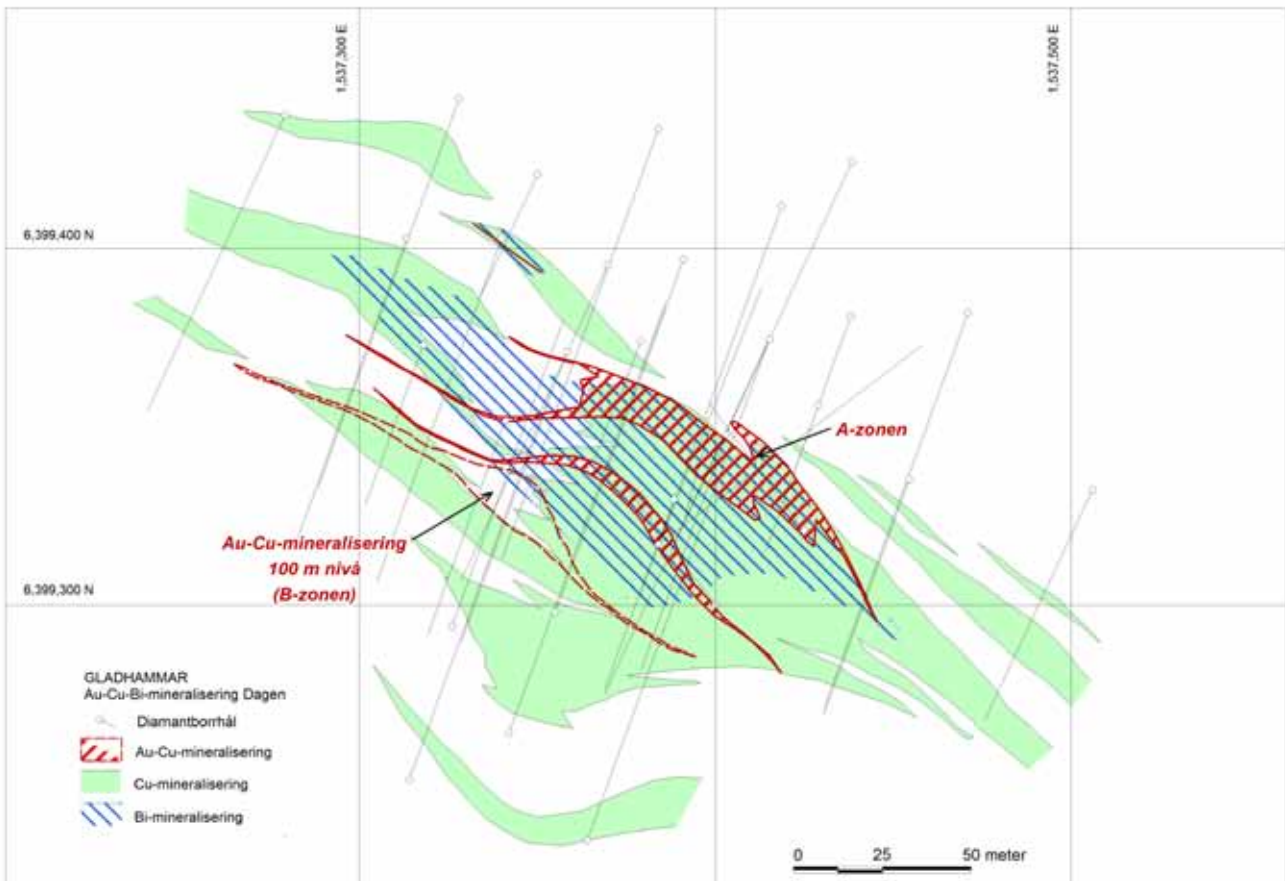 1,537,300 E
1,537,500 E
6,399,400 N
A-zonen
Au-Cu-mineralisering
100 m nivå
(B-zonen)
6,399,300 N
GLADHAMMAR
Au-Cu-Bi-mineralisering Dagen
Diamantborrhål
Au-Cu-mineralisering
Cu-mineralisering
Bi-mineralisering
0 25 50 meter